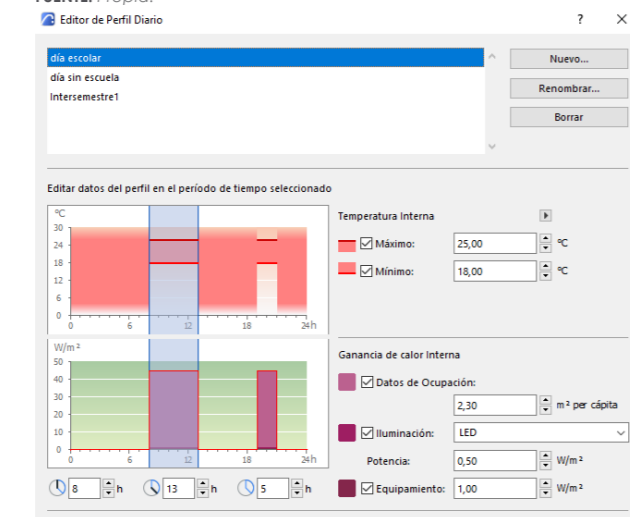 FUENTE: Propia.
Editor de Perfil Diario
día escolar
día sin escuela
Intersemestre1
Nuevo...
Renombrar...
Borrar
Editar datos del perfil en el período de tiempo seleccionado
°C
30
24
18
12
6
0
0 6 12 18 24 h
Temperatura Interna
Máximo: 25,00 °C
Mínimo: 18,00 °C
W/m²
50
40
30
20
10
0
0 6 12 18 24 h
8 h 13 h 5 h
Ganancia de calor Interna
Datos de Ocupación:
2,30 m² per cápita
Iluminación: LED
Potencia: 0,50 W/m²
Equipamiento: 1,00 W/m²